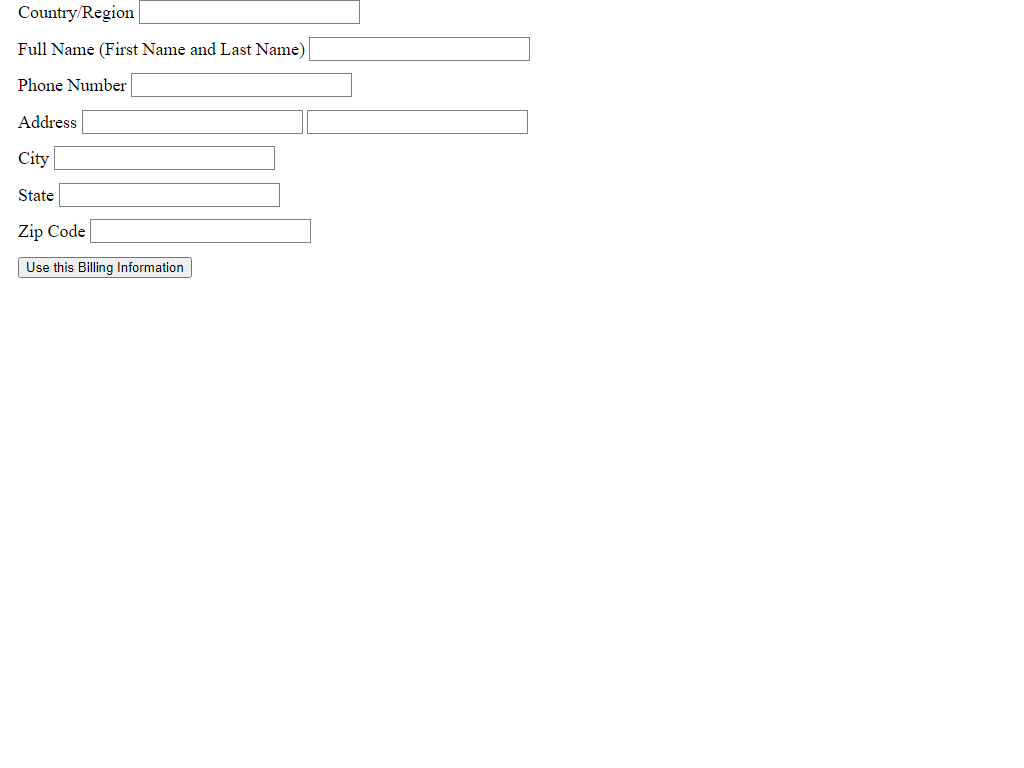 Country/Region
Full Name (First Name and Last Name)
Phone Number
Address
City
State
Zip Code
Use this Billing Information